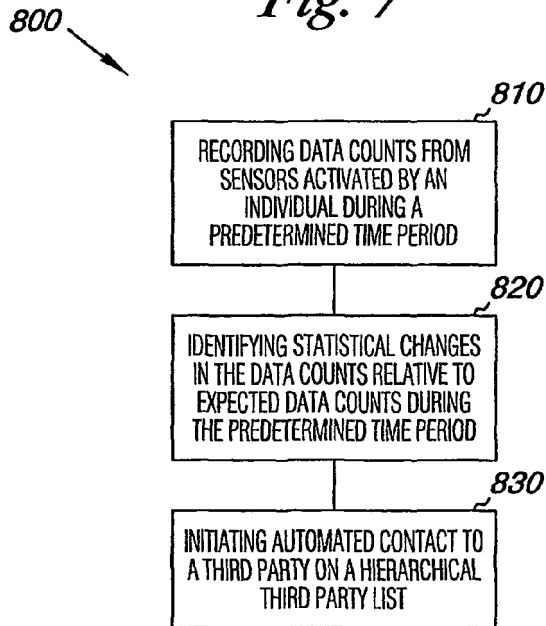 Fig. 7
800
810
RECORDING DATA COUNTS FROM
SENSORS ACTIVATED BY AN
INDIVIDUAL DURING A
PREDETERMINED TIME PERIOD
820
IDENTIFYING STATISTICAL CHANGES
IN THE DATA COUNTS RELATIVE TO
EXPECTED DATA COUNTS DURING
THE PREDETERMINED TIME PERIOD
830
INITIATING AUTOMATED CONTACT TO
A THIRD PARTY ON A HIERARCHICAL
THIRD PARTY LIST